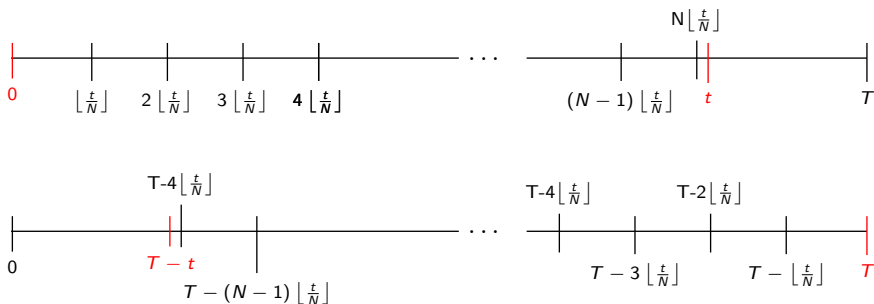 N⌊t/N⌋
...
0 ⌊t/N⌋ 2⌊t/N⌋ 3⌊t/N⌋ 4⌊t/N⌋ (N − 1)⌊t/N⌋ t T
T-4⌊t/N⌋ T-4⌊t/N⌋ T-2⌊t/N⌋
...
0 T − t T − (N − 1)⌊t/N⌋ T − 3⌊t/N⌋ T − ⌊t/N⌋ T